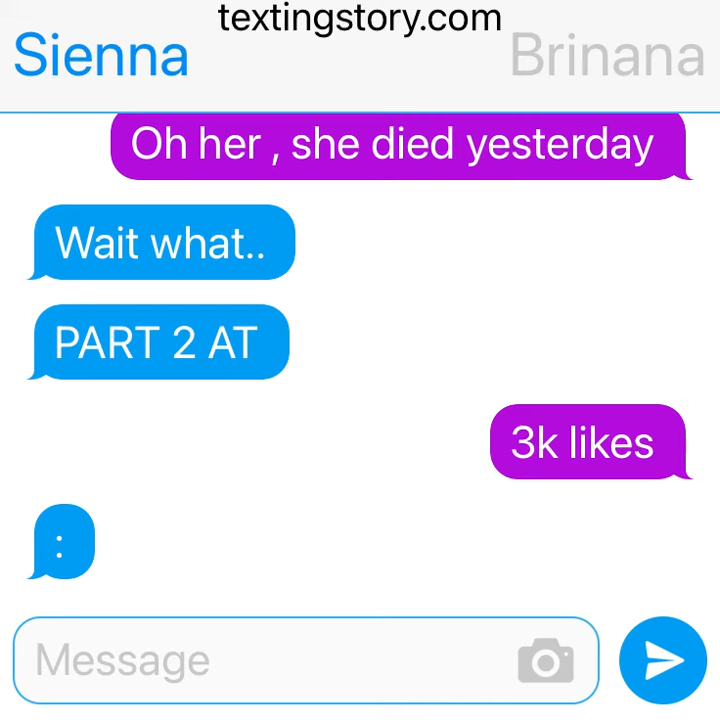 textingstory.com
Sienna Brinana
Oh her , she died yesterday
Wait what..
PART 2 AT
3k likes
:
Message